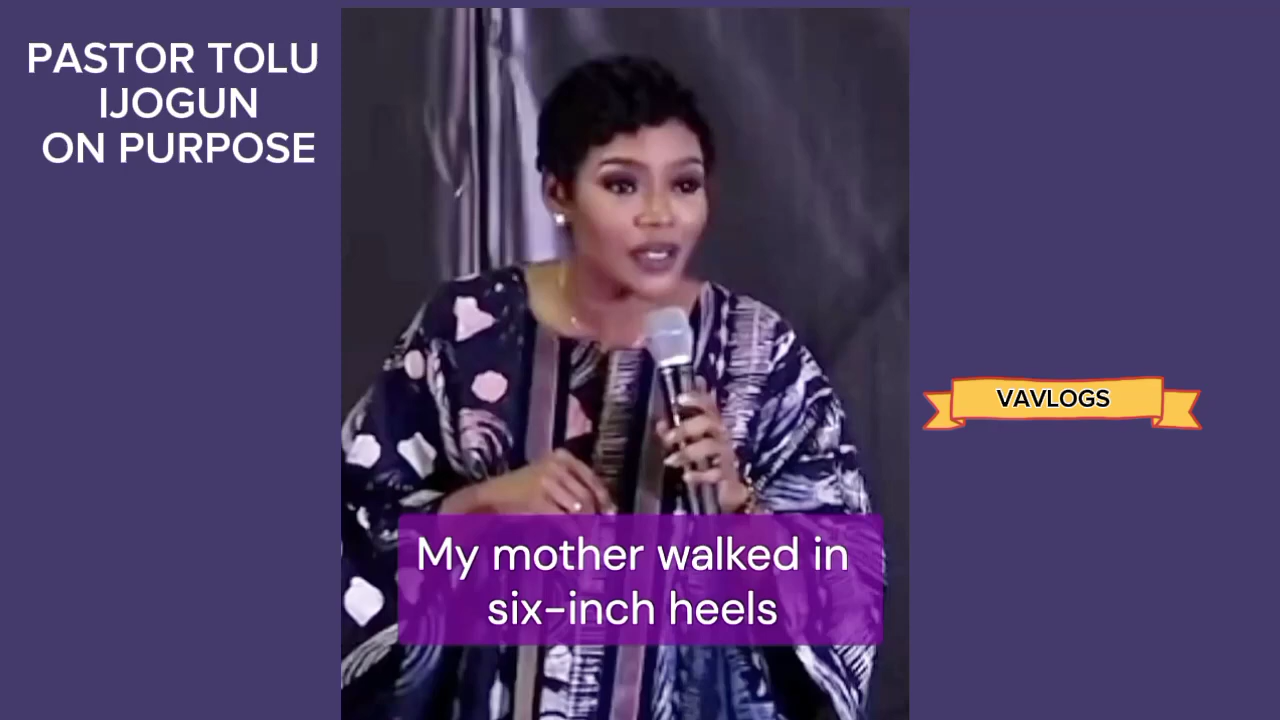 PASTOR TOLU
IJOGUN
ON PURPOSE
VAVLOGS
My mother walked in
six-inch heels